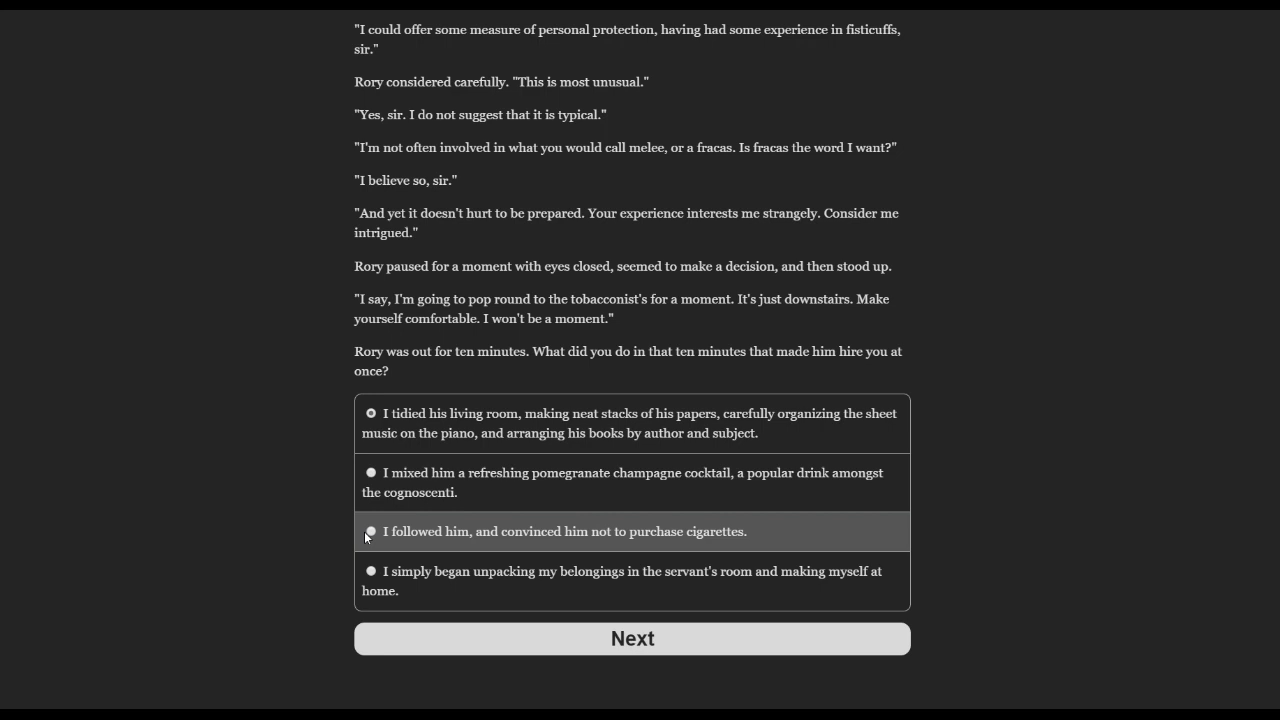 "I could offer some measure of personal protection, having had some experience in fisticuffs,
sir."
Rory considered carefully. "This is most unusual."
"Yes, sir. I do not suggest that it is typical."
"I'm not often involved in what you would call melee, or a fracas. Is fracas the word I want?"
"I believe so, sir."
"And yet it doesn't hurt to be prepared. Your experience interests me strangely. Consider me
intrigued."
Rory paused for a moment with eyes closed, seemed to make a decision, and then stood up.
"I say, I'm going to pop round to the tobacconist's for a moment. It's just downstairs. Make
yourself comfortable. I won't be a moment."
Rory was out for ten minutes. What did you do in that ten minutes that made him hire you at
once?
I tidied his living room, making neat stacks of his papers, carefully organizing the sheet
music on the piano, and arranging his books by author and subject.
I mixed him a refreshing pomegranate champagne cocktail, a popular drink amongst
the cognoscenti.
I followed him, and convinced him not to purchase cigarettes.
I simply began unpacking my belongings in the servant's room and making myself at
home.
Next